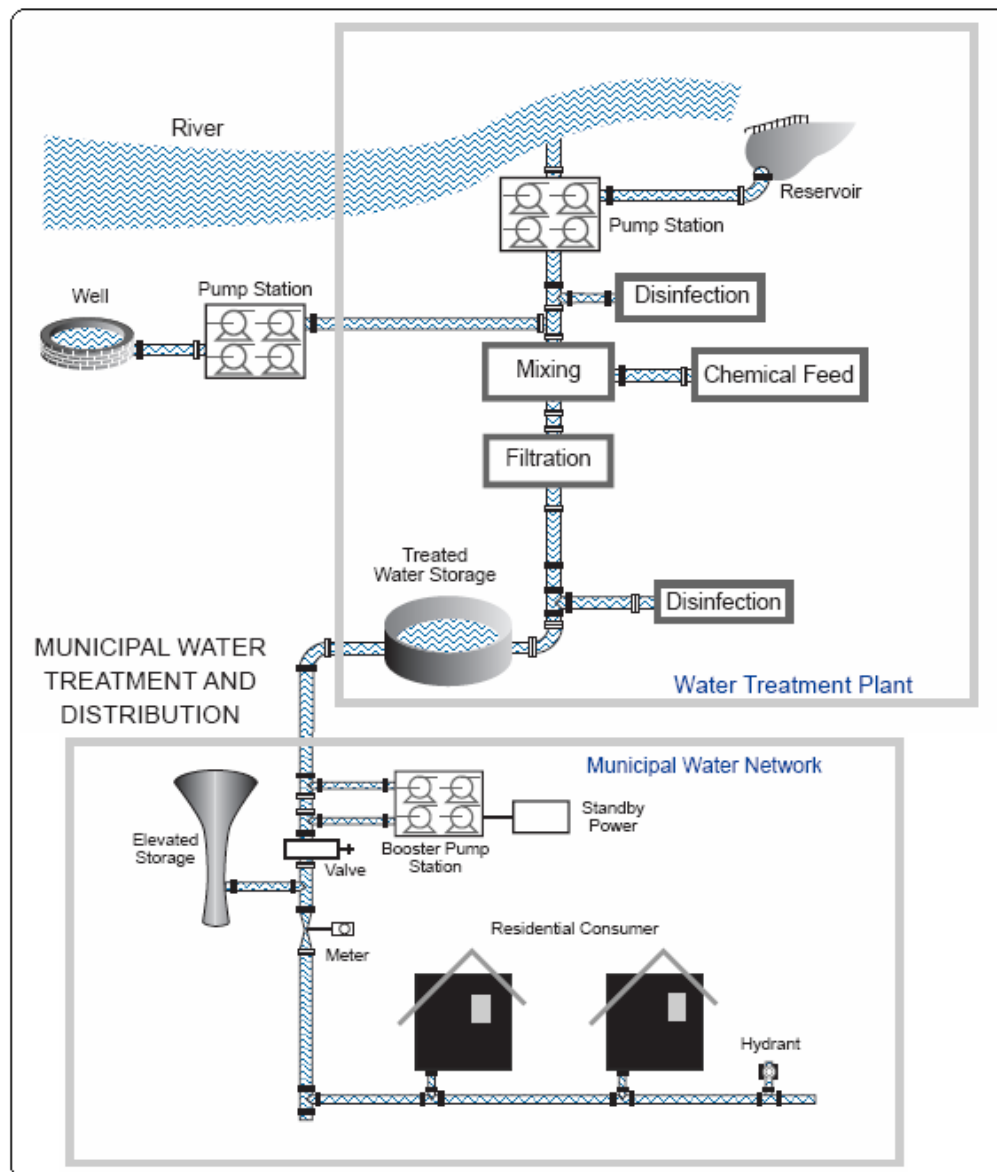 River
Reservoir
Pump Station
Well
Pump Station
Disinfection
Mixing
Chemical Feed
Filtration
Treated
Water Storage
Disinfection
MUNICIPAL WATER
TREATMENT AND
DISTRIBUTION
Water Treatment Plant
Municipal Water Network
Elevated
Storage
Valve
Booster Pump
Station
Standby
Power
Meter
Residential Consumer
Hydrant